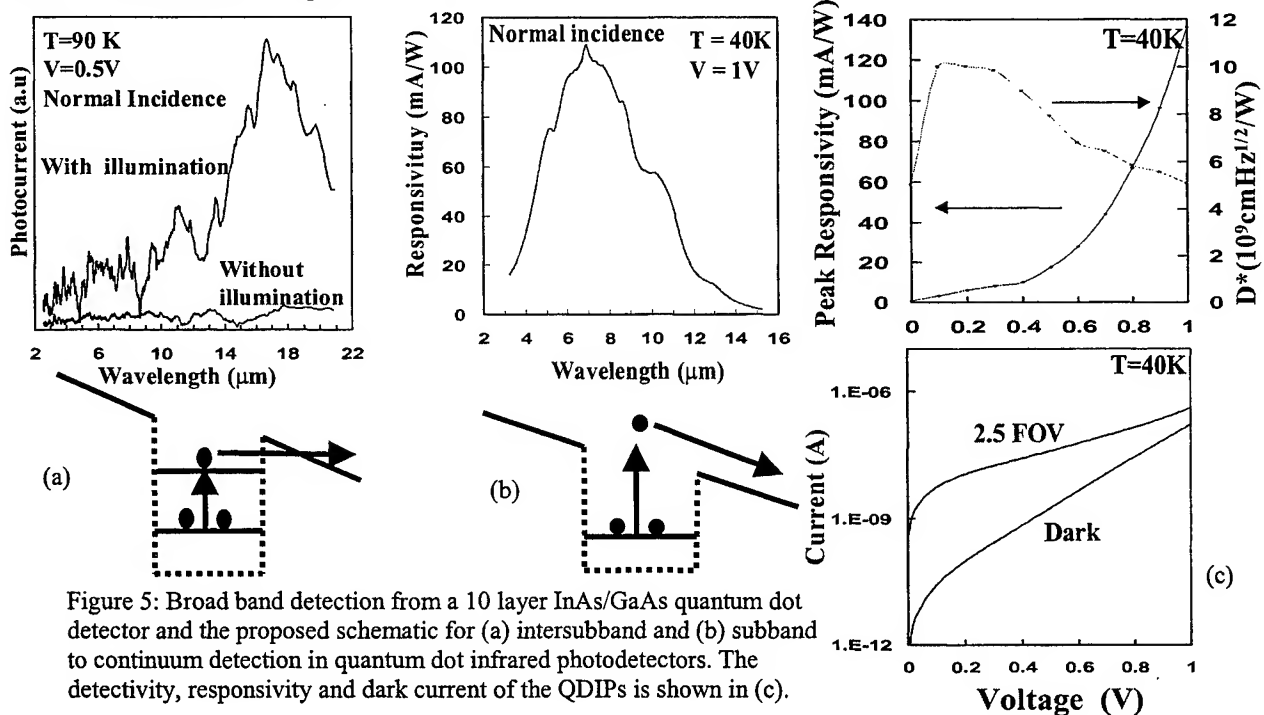 T=90 K
V=0.5V
Normal Incidence
With illumination
Without
illumination
Photocurrent (a.u)
2 6 10 14 18 22
Wavelength (μm)
(a)
120
100
80
60
40
20
0
Normal incidence
T = 40K
V = 1V
Responsivituy (mA/W)
2 4 6 8 10 12 14 16
Wavelength (μm)
(b)
140
120
100
80
60
40
20
0
Peak Responsivity (mA/W)
T=40K
12
10
8
6
4
2
0
D*(10⁹cmHz¹/²/W)
0 0.2 0.4 0.6 0.8 1
T=40K
1.E-06
1.E-09
1.E-12
Current (A)
2.5 FOV
Dark
0 0.2 0.4 0.6 0.8 1
Voltage (V)
(c)
Figure 5: Broad band detection from a 10 layer InAs/GaAs quantum dot
detector and the proposed schematic for (a) intersubband and (b) subband
to continuum detection in quantum dot infrared photodetectors. The
detectivity, responsivity and dark current of the QDIPs is shown in (c).